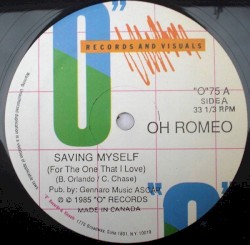 "O"
RECORDS AND VISUALS
"O"75 A
SIDE A
33 1/3 RPM
OH ROMEO
SAVING MYSELF
(For The One That I Love)
(B. Orlando / C. Chase)
Pub. by: Gennaro Music ASCAP
℗ © 1985 "O" RECORDS
MADE IN CANADA
"O"